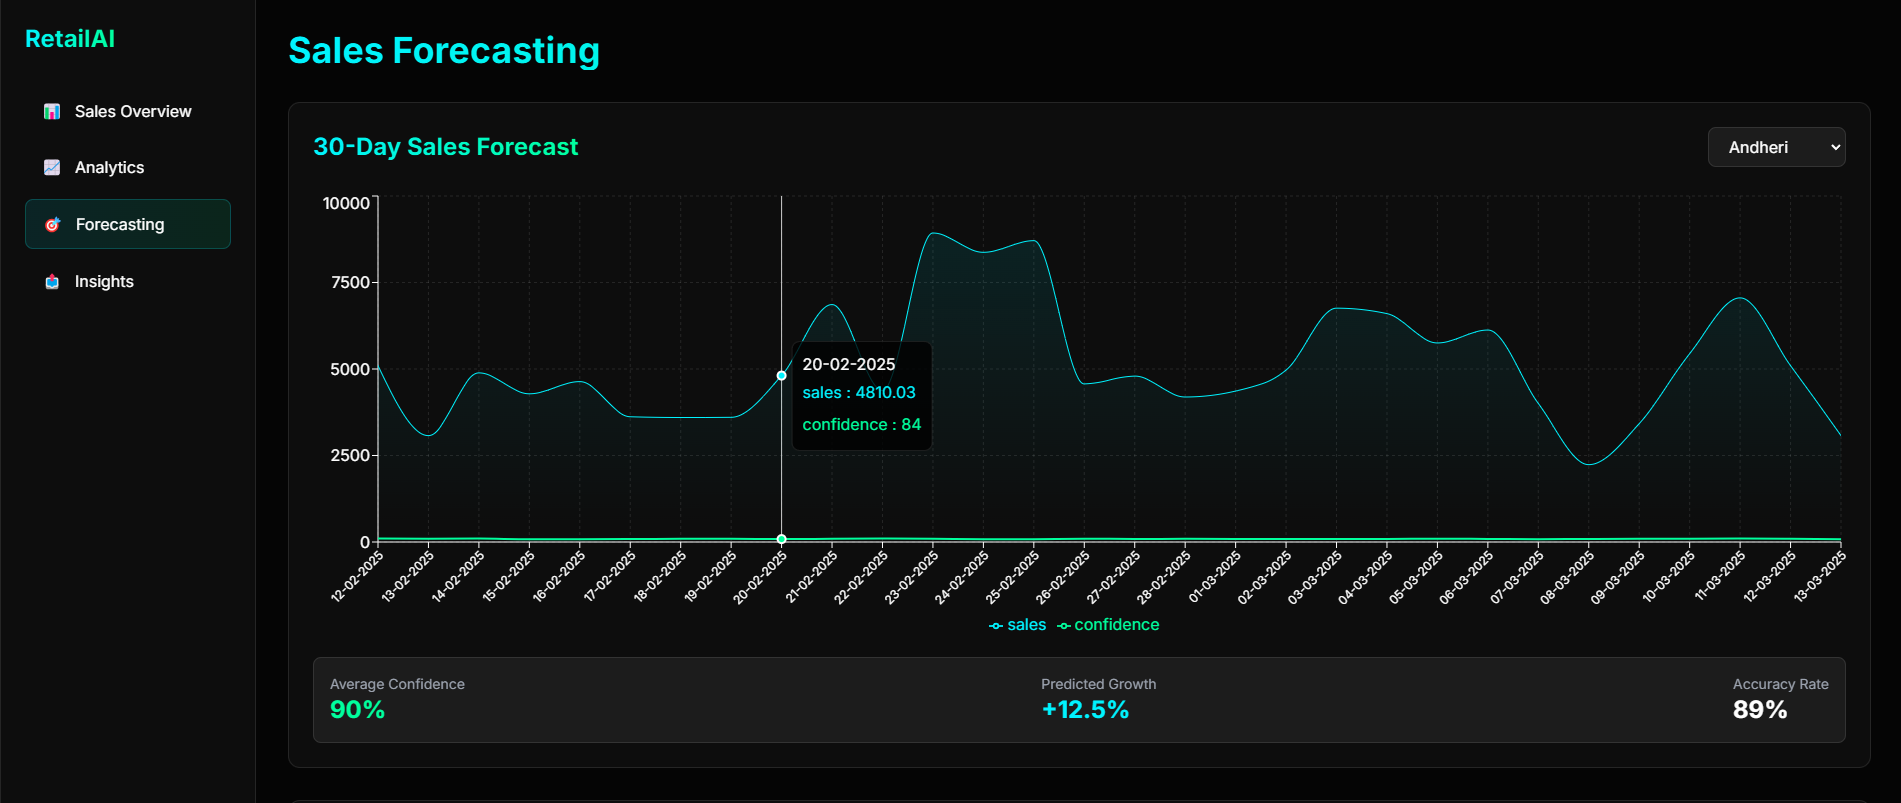 RetailAI
Sales Overview
Analytics
Forecasting
Insights
Sales Forecasting
30-Day Sales Forecast
Andheri
10000
7500
5000
2500
0
20-02-2025
sales : 4810.03
confidence : 84
12-02-2025
13-02-2025
14-02-2025
15-02-2025
16-02-2025
17-02-2025
18-02-2025
19-02-2025
20-02-2025
21-02-2025
22-02-2025
23-02-2025
24-02-2025
25-02-2025
26-02-2025
27-02-2025
28-02-2025
01-03-2025
02-03-2025
03-03-2025
04-03-2025
05-03-2025
06-03-2025
07-03-2025
08-03-2025
09-03-2025
10-03-2025
11-03-2025
12-03-2025
13-03-2025
sales confidence
Average Confidence
90%
Predicted Growth
+12.5%
Accuracy Rate
89%